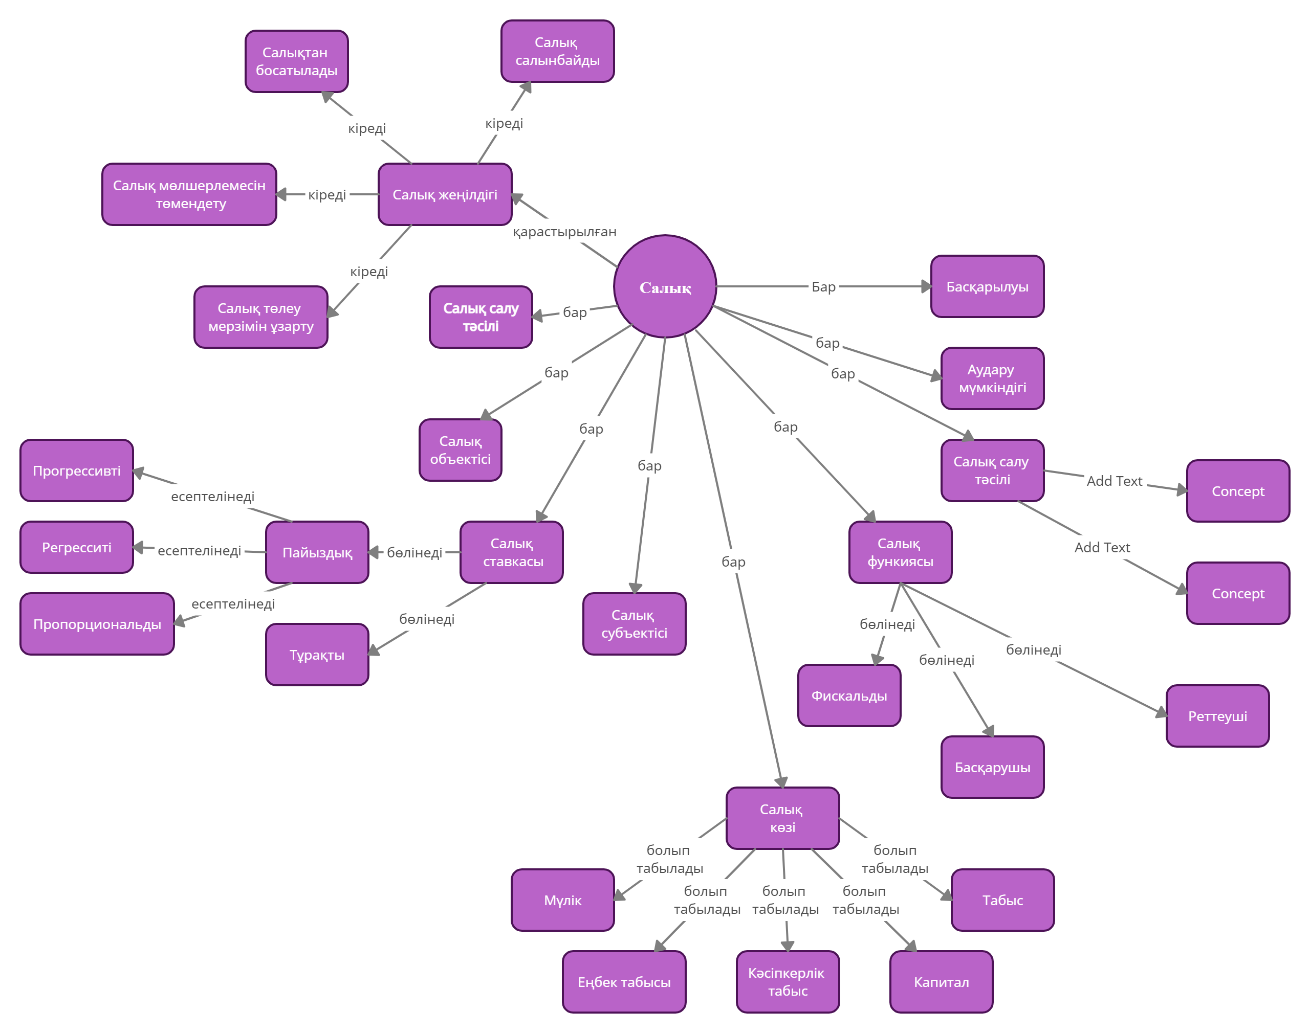 Салық
салынбайды
Салықтан
босатылады
кіреді
кіреді
Салық мөлшерлемесін
төмендету
кіреді
Салық жеңілдігі
қарастырылған
кіреді
Салық төлеу
мерзімін ұзарту
Салық
Бар
Басқарылуы
Салық салу
тәсілі
бар
бар
Аудару
мүмкіндігі
бар
бар
бар
бар
Салық
объектісі
Салық салу
тәсілі
Add Text
Concept
Прогрессивті
есептелінеді
бар
Регресситі
есептелінеді
Пайыздық
бөлінеді
Салық
ставкасы
Салық
функиясы
Add Text
Concept
бар
есептелінеді
Пропорциональды
бөлінеді
Тұрақты
Салық
субъектісі
бөлінеді
бөлінеді
бөлінеді
Фискальды
Реттеуші
Басқарушы
Салық
көзі
болып
табылады
болып
табылады
болып
табылады
болып
табылады
болып
табылады
Мүлік
Табыс
Еңбек табысы
Кәсіпкерлік
табыс
Капитал